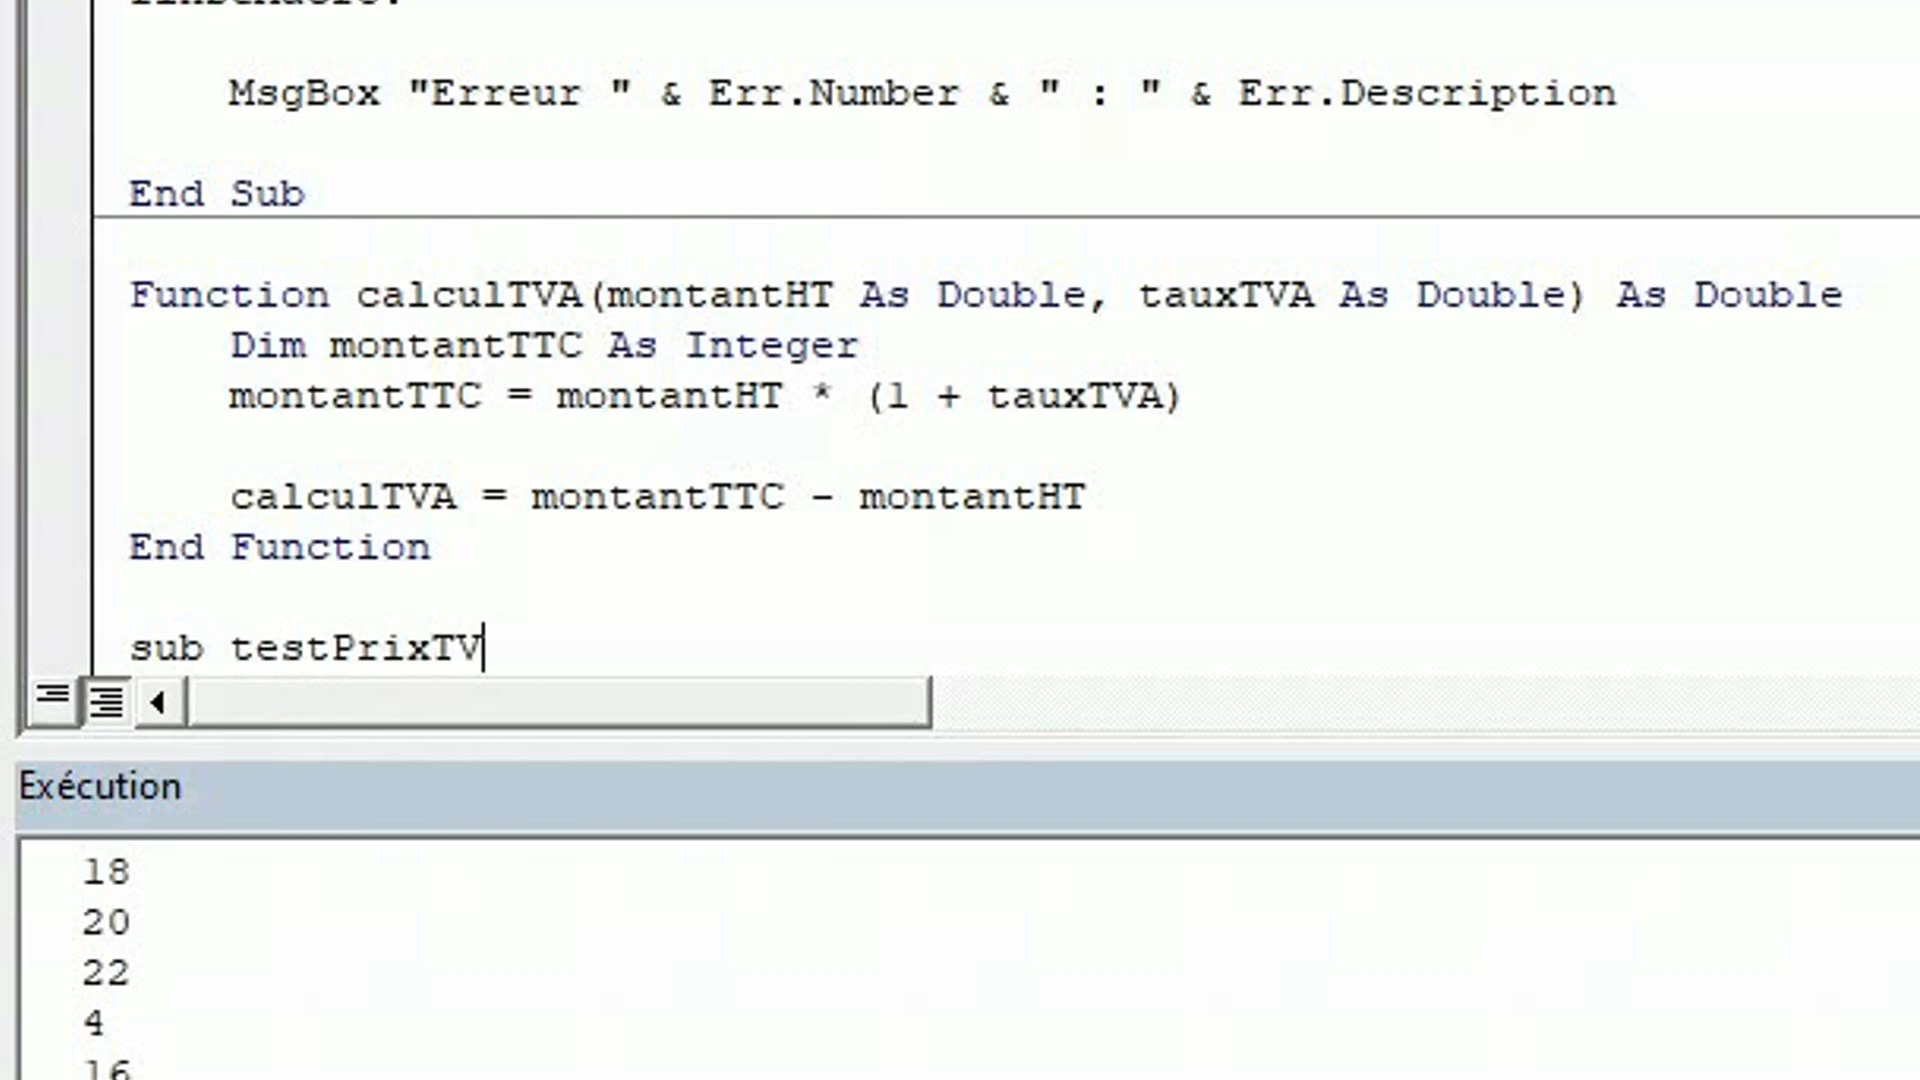 MsgBox "Erreur " & Err.Number & " : " & Err.Description
End Sub
Function calculTVA(montantHT As Double, tauxTVA As Double) As Double
Dim montantTTC As Integer
montantTTC = montantHT * (1 + tauxTVA)
calculTVA = montantTTC - montantHT
End Function
sub testPrixTV
Exécution
18
20
22
4
16